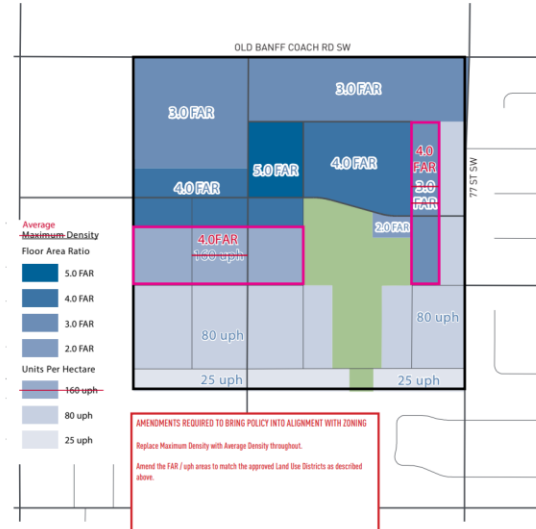 OLD BANFF COACH RD SW
3.0 FAR
3.0 FAR
5.0 FAR
4.0 FAR
4.0
FAR
3.0
FAR
77 ST SW
4.0 FAR
2.0 FAR
4.0FAR
160 uph
80 uph
80 uph
25 uph
25 uph
Average
Maximum Density
Floor Area Ratio
5.0 FAR
4.0 FAR
3.0 FAR
2.0 FAR
Units Per Hectare
160 uph
80 uph
25 uph
AMENDMENTS REQUIRED TO BRING POLICY INTO ALIGNMENT WITH ZONING
Replace Maximum Density with Average Density throughout.
Amend the FAR / uph areas to match the approved Land Use Districts as described
above.